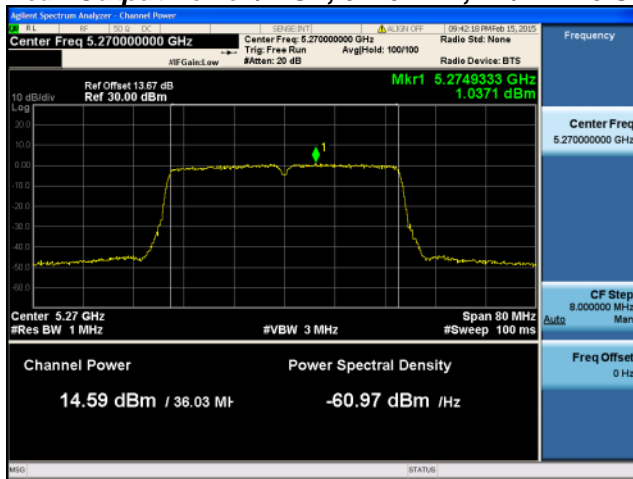 Agilent Spectrum Analyzer - Channel Power
RL RF 50 Ω DC SENSE:INT ALIGN OFF 09:42:18 PM Feb 15, 2015
Center Freq 5.270000000 GHz
Center Freq: 5.270000000 GHz Radio Std: None
Trig: Free Run Avg|Hold: 100/100
#IFGain:Low #Atten: 20 dB Radio Device: BTS
Mkr1 5.2749333 GHz
1.0371 dBm
Ref Offset 13.67 dB
10 dB/div Ref 30.00 dBm
Log
20.0
10.0
0.00
-10.0
-20.0
-30.0
-40.0
-50.0
-60.0
1
Center 5.27 GHz Span 80 MHz
#Res BW 1 MHz #VBW 3 MHz #Sweep 100 ms
Channel Power Power Spectral Density
14.59 dBm / 36.03 MH -60.97 dBm /Hz
MSG STATUS
Frequency
Center Freq
5.270000000 GHz
CF Step
8.000000 MHz
Auto Man
Freq Offset
0 Hz